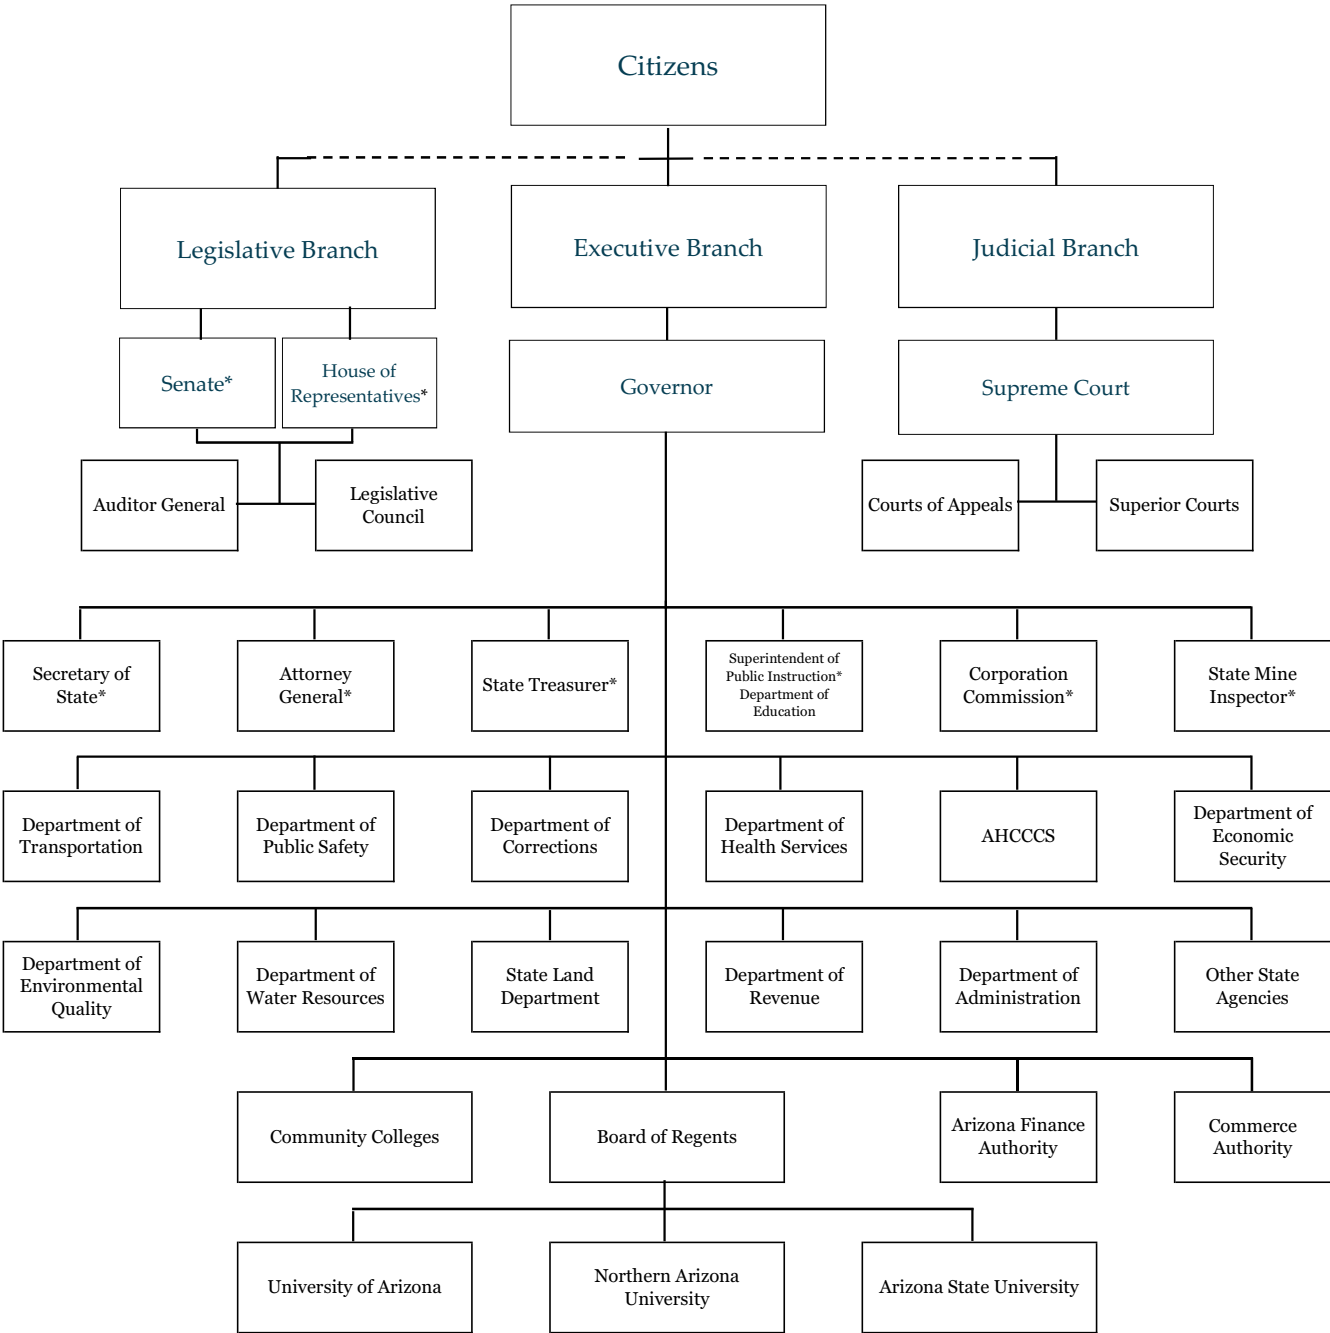 Citizens
Legislative Branch
Executive Branch
Judicial Branch
Senate*
House of
Representatives*
Governor
Supreme Court
Auditor General
Legislative
Council
Courts of Appeals
Superior Courts
Secretary of
State*
Attorney
General*
State Treasurer*
Superintendent of
Public Instruction*
Department of
Education
Corporation
Commission*
State Mine
Inspector*
Department of
Transportation
Department of
Public Safety
Department of
Corrections
Department of
Health Services
AHCCCS
Department of
Economic
Security
Department of
Environmental
Quality
Department of
Water Resources
State Land
Department
Department of
Revenue
Department of
Administration
Other State
Agencies
Community Colleges
Board of Regents
Arizona Finance
Authority
Commerce
Authority
University of Arizona
Northern Arizona
University
Arizona State University